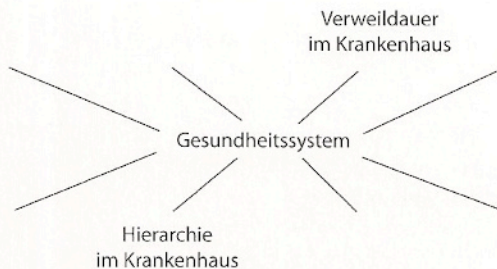 Verweildauer
im Krankenhaus
Gesundheitssystem
Hierarchie
im Krankenhaus